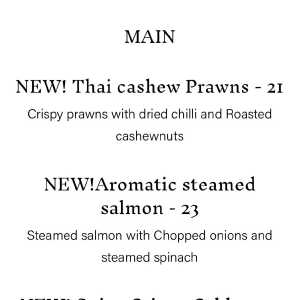 MAIN
NEW! Thai cashew Prawns - 21
Crispy prawns with dried chilli and Roasted
cashewnuts
NEW!Aromatic steamed
salmon - 23
Steamed salmon with Chopped onions and
steamed spinach